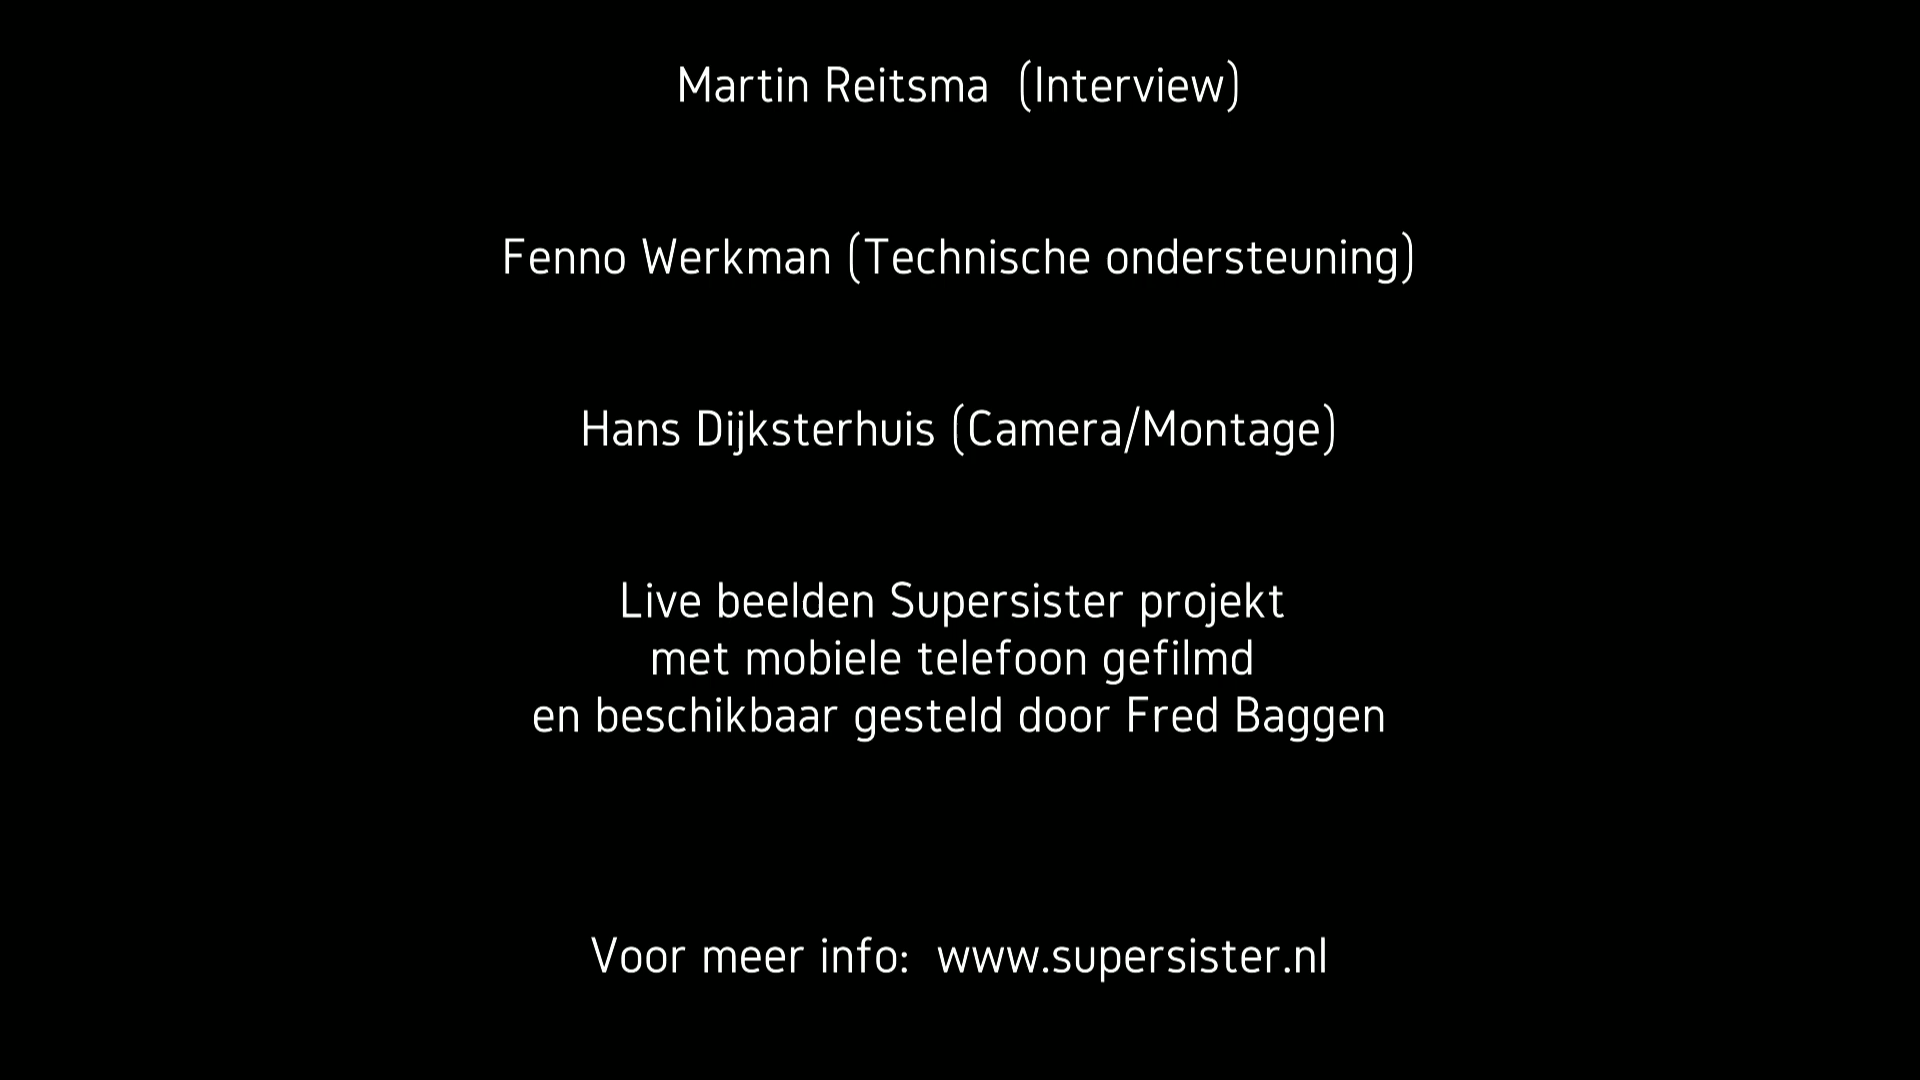 Martin Reitsma  (Interview)
Fenno Werkman (Technische ondersteuning)
Hans Dijksterhuis (Camera/Montage)
Live beelden Supersister projekt
met mobiele telefoon gefilmd
en beschikbaar gesteld door Fred Baggen
Voor meer info:  www.supersister.nl